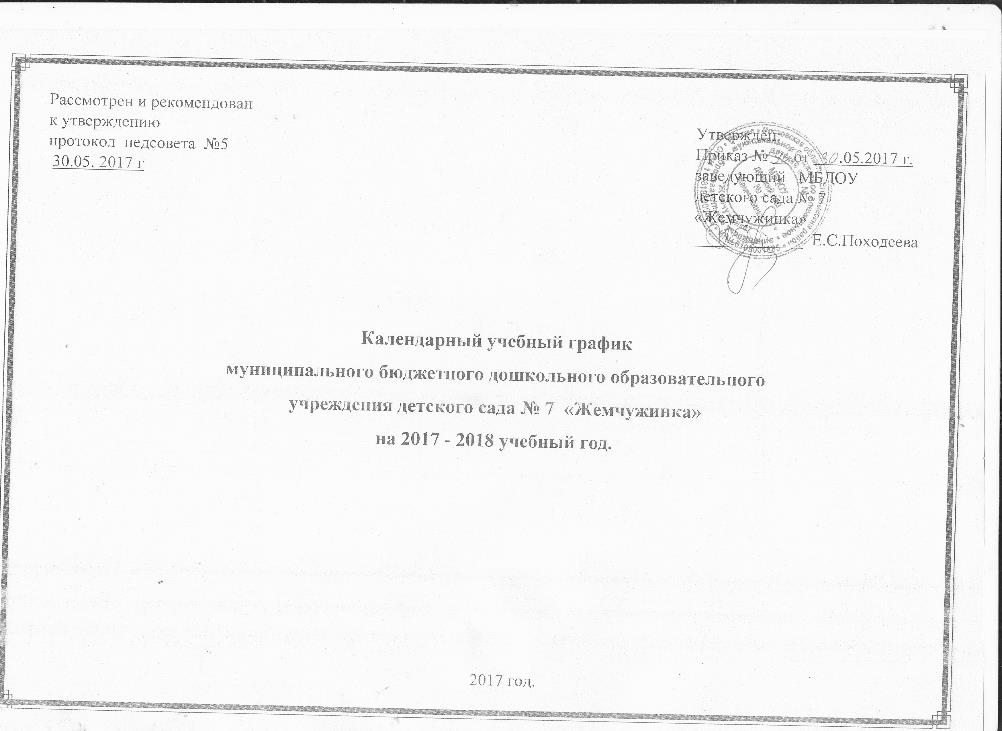 Рассмотрен и рекомендован
к утверждению
протокол педсовета №5
30.05. 2017 г
Утвержден:
Приказ № от 30.05.2017 г.
заведующий МБДОУ
детского сада №
«Жемчужинка»
Е.С.Походеева
Календарный учебный график
муниципального бюджетного дошкольного образовательного
учреждения детского сада № 7 «Жемчужинка»
на 2017 - 2018 учебный год.
2017 год.